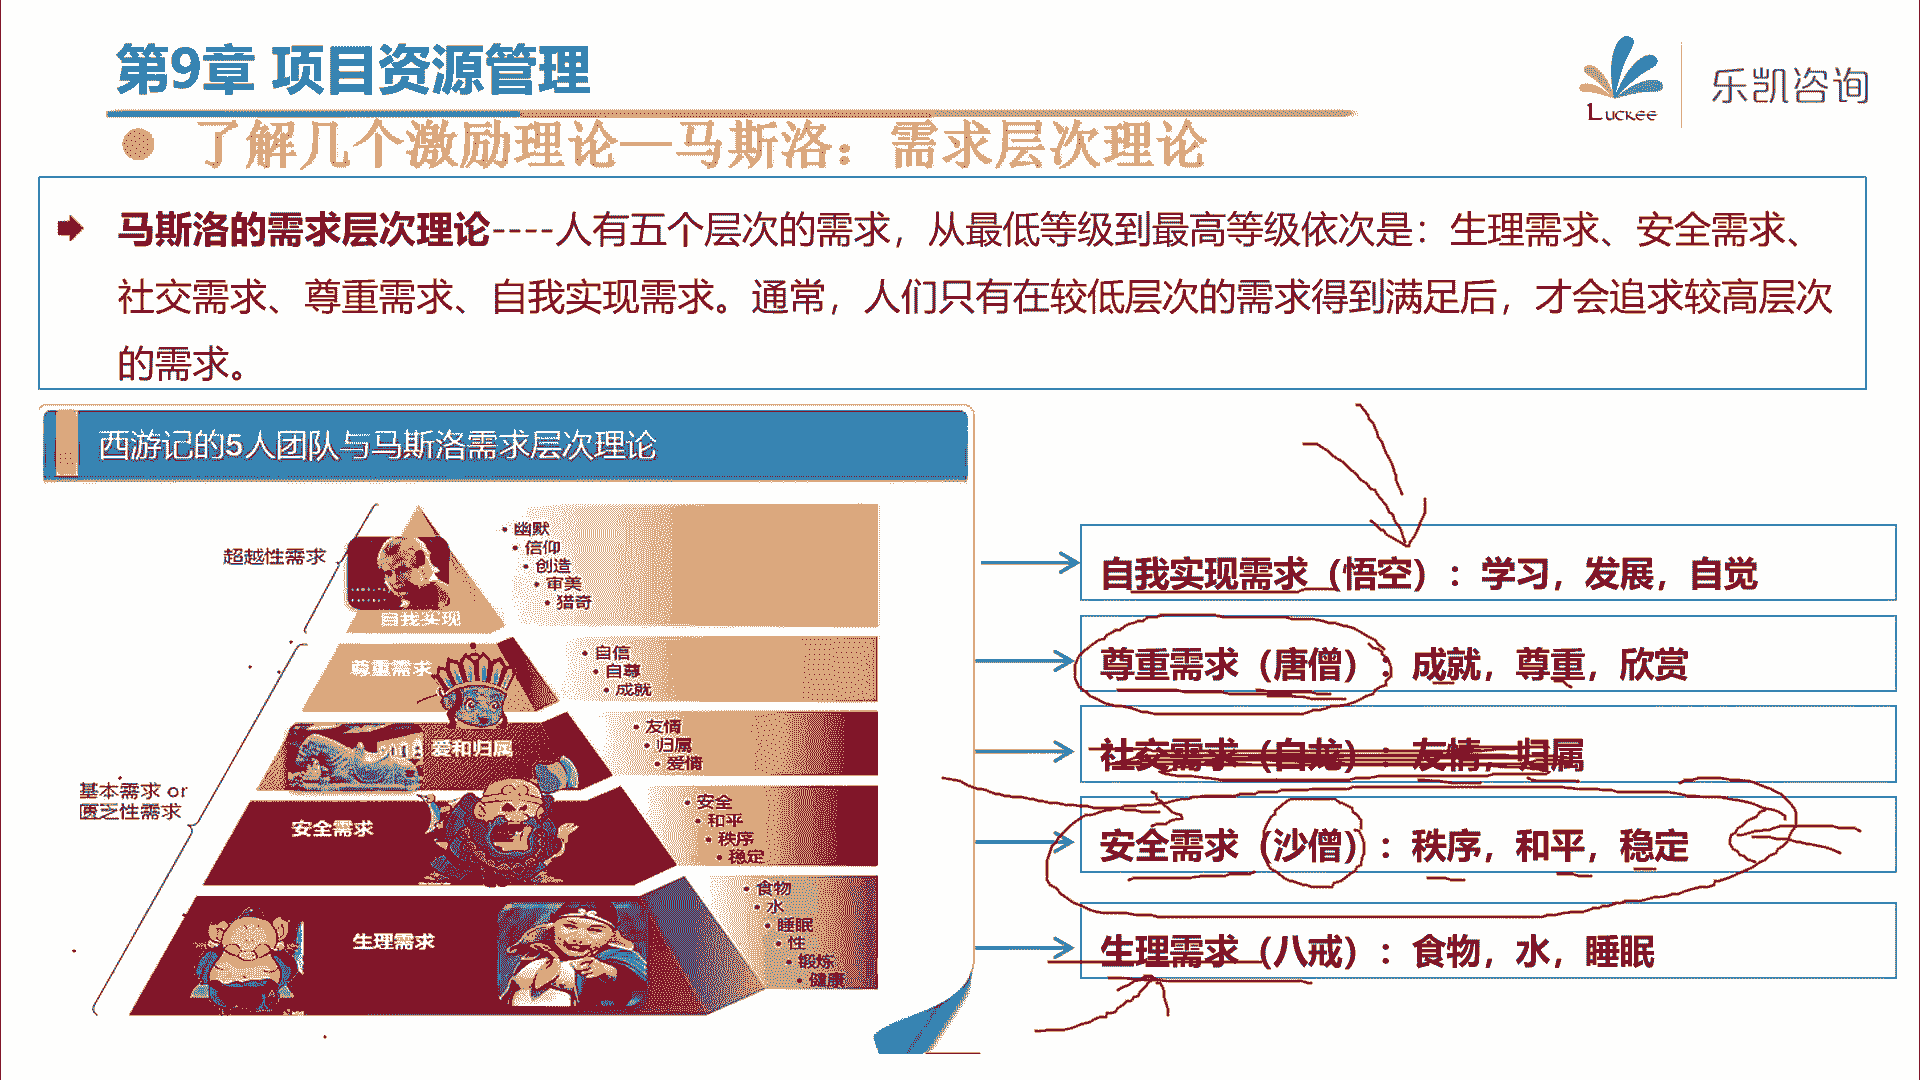 第9章 项目资源管理
LUCKEE
乐凯咨询
● 了解几个激励理论—马斯洛：需求层次理论
马斯洛的需求层次理论----人有五个层次的需求，从最低等级到最高等级依次是：生理需求、安全需求、
社交需求、尊重需求、自我实现需求。通常，人们只有在较低层次的需求得到满足后，才会追求较高层次
的需求。
西游记的5人团队与马斯洛需求层次理论
超越性需求
自我实现
• 幽默
• 信仰
• 创造
• 审美
• 猎奇
尊重需求
• 自信
• 自尊
• 成就
爱和归属
• 友情
• 归属
• 爱情
基本需求 or
匮乏性需求
安全需求
• 安全
• 和平
• 秩序
• 稳定
生理需求
• 食物
• 水
• 睡眠
• 性
• 锻炼
• 健康
自我实现需求（悟空）：学习，发展，自觉
尊重需求（唐僧）：成就，尊重，欣赏
社交需求（白龙）：友情，归属
安全需求（沙僧）：秩序，和平，稳定
生理需求（八戒）：食物，水，睡眠